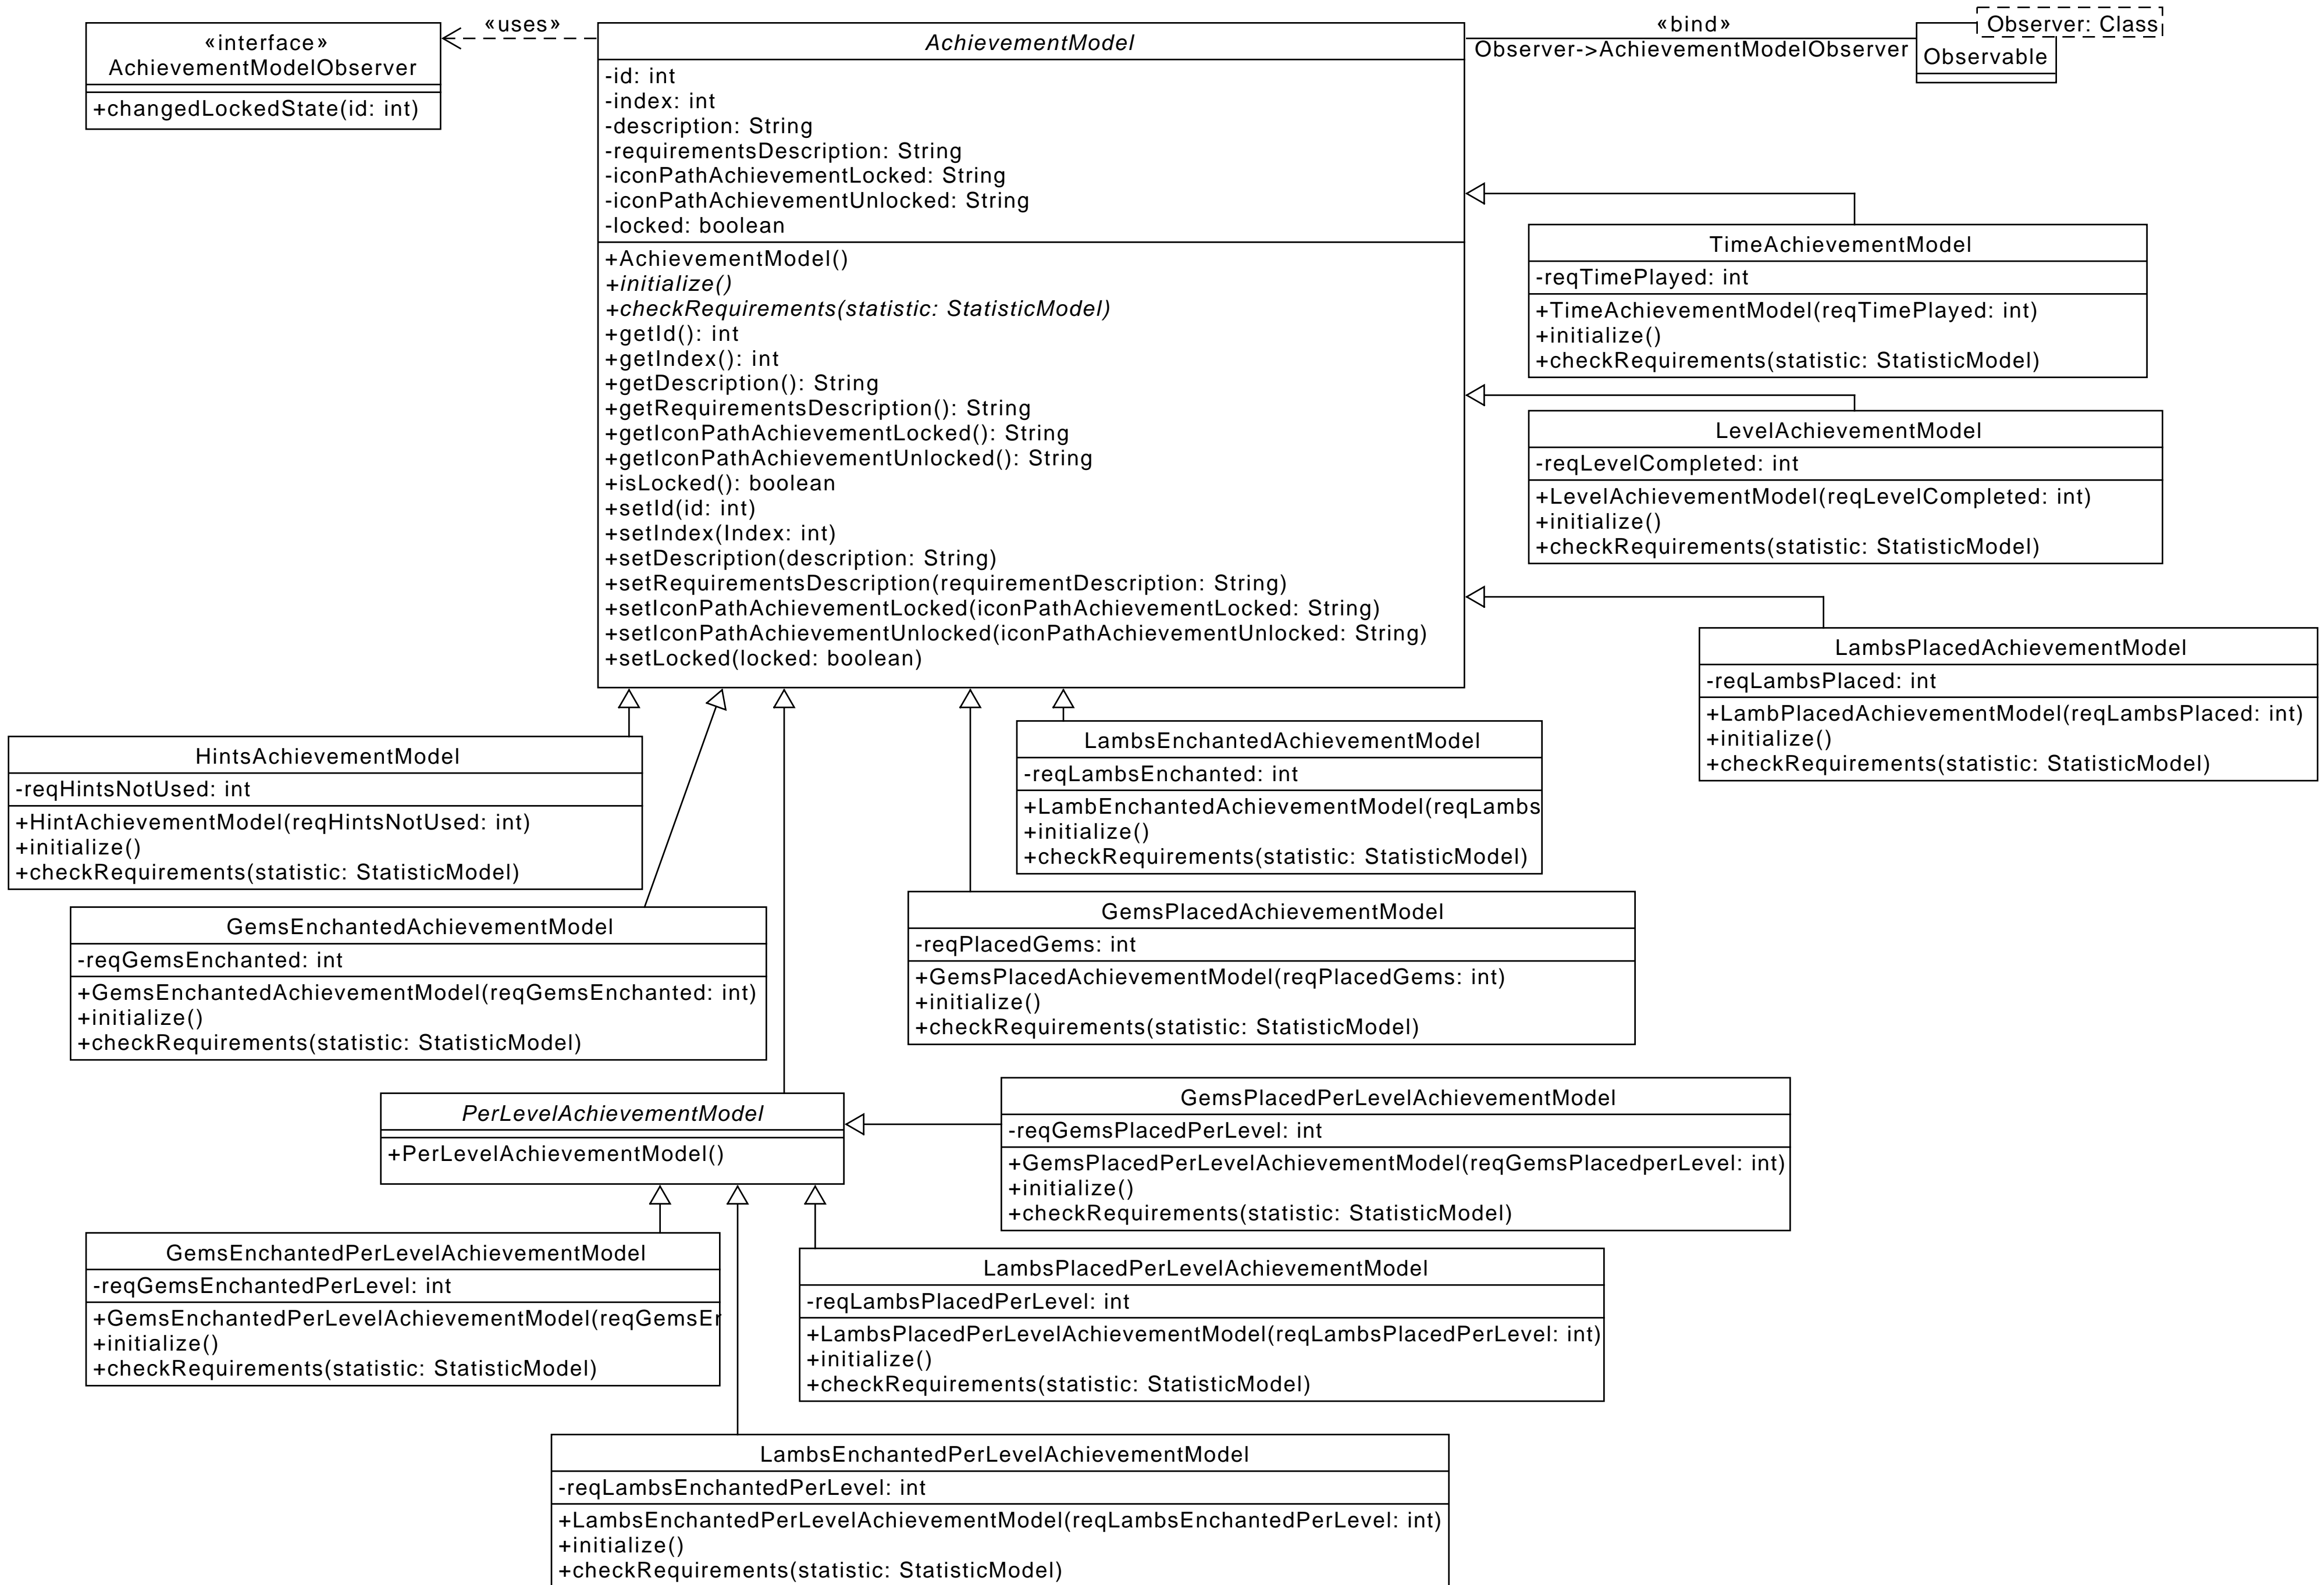 «interface»
AchievementModelObserver
+changedLockedState(id: int)
«uses»
AchievementModel
-id: int
-index: int
-description: String
-requirementsDescription: String
-iconPathAchievementLocked: String
-iconPathAchievementUnlocked: String
-locked: boolean
+AchievementModel()
+initialize()
+checkRequirements(statistic: StatisticModel)
+getId(): int
+getIndex(): int
+getDescription(): String
+getRequirementsDescription(): String
+getIconPathAchievementLocked(): String
+getIconPathAchievementUnlocked(): String
+isLocked(): boolean
+setId(id: int)
+setIndex(Index: int)
+setDescription(description: String)
+setRequirementsDescription(requirementDescription: String)
+setIconPathAchievementLocked(iconPathAchievementLocked: String)
+setIconPathAchievementUnlocked(iconPathAchievementUnlocked: String)
+setLocked(locked: boolean)
«bind»
Observer->AchievementModelObserver
Observer: Class
Observable
TimeAchievementModel
-reqTimePlayed: int
+TimeAchievementModel(reqTimePlayed: int)
+initialize()
+checkRequirements(statistic: StatisticModel)
LevelAchievementModel
-reqLevelCompleted: int
+LevelAchievementModel(reqLevelCompleted: int)
+initialize()
+checkRequirements(statistic: StatisticModel)
LambsPlacedAchievementModel
-reqLambsPlaced: int
+LambPlacedAchievementModel(reqLambsPlaced: int)
+initialize()
+checkRequirements(statistic: StatisticModel)
HintsAchievementModel
-reqHintsNotUsed: int
+HintAchievementModel(reqHintsNotUsed: int)
+initialize()
+checkRequirements(statistic: StatisticModel)
LambsEnchantedAchievementModel
-reqLambsEnchanted: int
+LambEnchantedAchievementModel(reqLambs
+initialize()
+checkRequirements(statistic: StatisticModel)
GemsEnchantedAchievementModel
-reqGemsEnchanted: int
+GemsEnchantedAchievementModel(reqGemsEnchanted: int)
+initialize()
+checkRequirements(statistic: StatisticModel)
GemsPlacedAchievementModel
-reqPlacedGems: int
+GemsPlacedAchievementModel(reqPlacedGems: int)
+initialize()
+checkRequirements(statistic: StatisticModel)
PerLevelAchievementModel
+PerLevelAchievementModel()
GemsPlacedPerLevelAchievementModel
-reqGemsPlacedPerLevel: int
+GemsPlacedPerLevelAchievementModel(reqGemsPlacedperLevel: int)
+initialize()
+checkRequirements(statistic: StatisticModel)
GemsEnchantedPerLevelAchievementModel
-reqGemsEnchantedPerLevel: int
+GemsEnchantedPerLevelAchievementModel(reqGemsEr
+initialize()
+checkRequirements(statistic: StatisticModel)
LambsPlacedPerLevelAchievementModel
-reqLambsPlacedPerLevel: int
+LambsPlacedPerLevelAchievementModel(reqLambsPlacedPerLevel: int)
+initialize()
+checkRequirements(statistic: StatisticModel)
LambsEnchantedPerLevelAchievementModel
-reqLambsEnchantedPerLevel: int
+LambsEnchantedPerLevelAchievementModel(reqLambsEnchantedPerLevel: int)
+initialize()
+checkRequirements(statistic: StatisticModel)